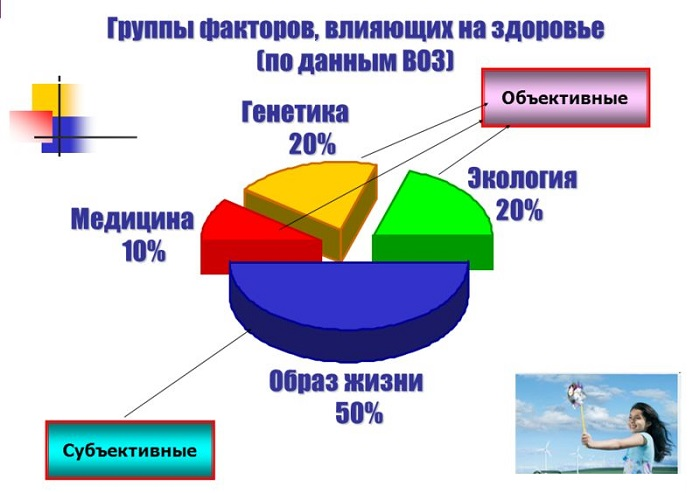 Группы факторов, влияющих на здоровье
(по данным ВОЗ)
Объективные
Генетика
20%
Экология
20%
Медицина
10%
Образ жизни
50%
Субъективные